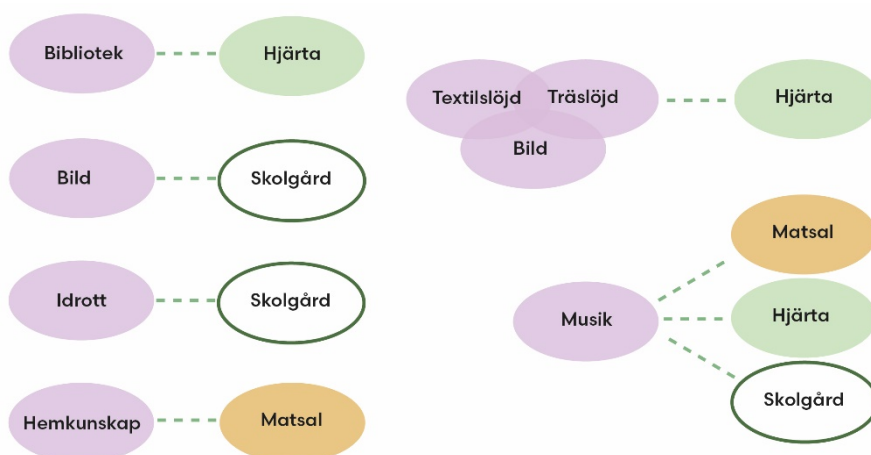 Bibliotek
Hjärta
Bild
Skolgård
Idrott
Skolgård
Hemkunskap
Matsal
Textilslöjd
Träslöjd
Bild
Hjärta
Musik
Matsal
Hjärta
Skolgård